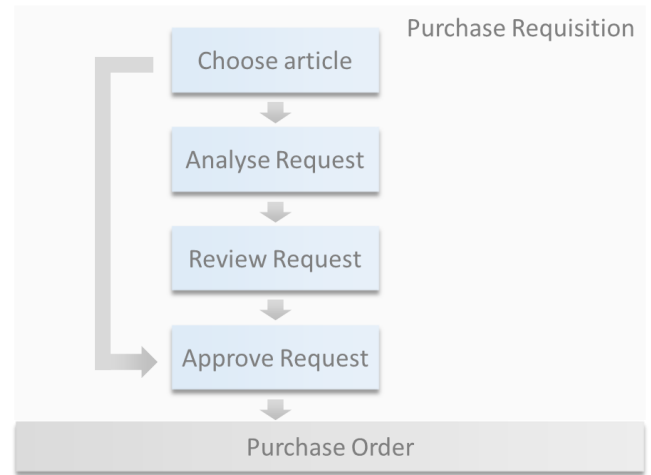 Purchase Requisition
Choose article
Analyse Request
Review Request
Approve Request
Purchase Order